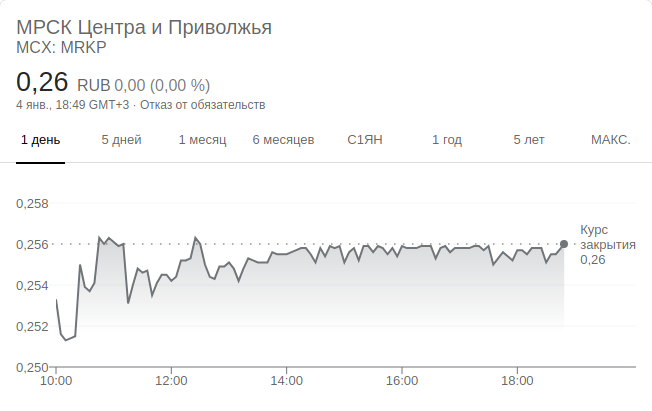 МРСК Центра и Приволжья
MCX: MRKP
0,26 RUB 0,00 (0,00 %)
4 янв., 18:49 GMT+3 · Отказ от обязательств
1 день 5 дней 1 месяц 6 месяцев С1ЯН 1 год 5 лет МАКС.
0,258
0,256
0,254
0,252
0,250
Курс
закрытия
0,26
10:00 12:00 14:00 16:00 18:00